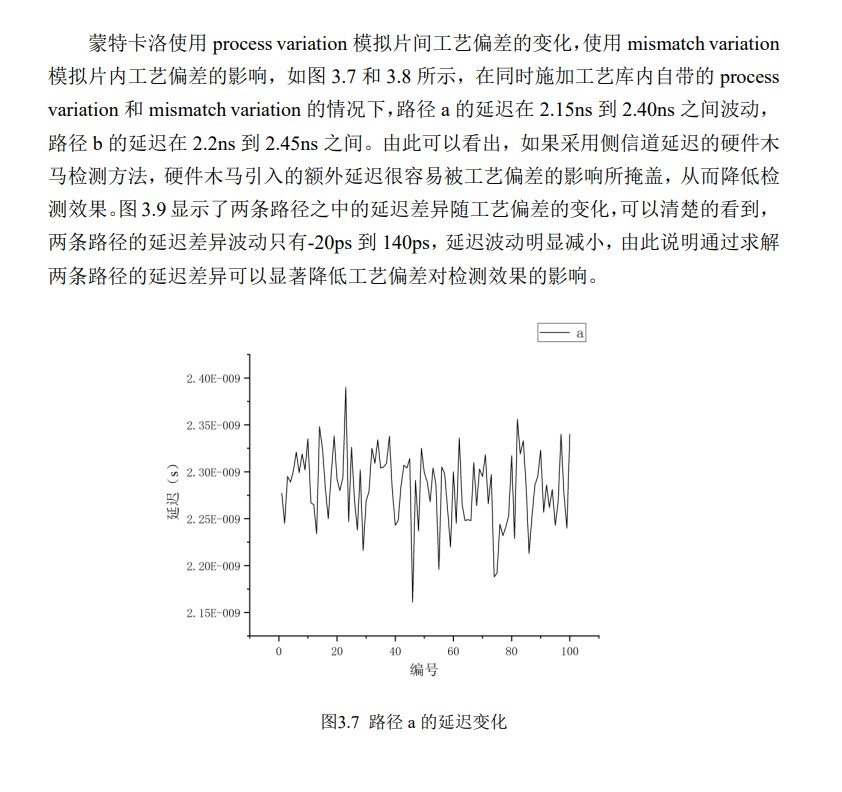 蒙特卡洛使用 process variation 模拟片间工艺偏差的变化，使用 mismatch variation
模拟片内工艺偏差的影响，如图 3.7 和 3.8 所示，在同时施加工艺库内自带的 process
variation 和 mismatch variation 的情况下，路径 a 的延迟在 2.15ns 到 2.40ns 之间波动，
路径 b 的延迟在 2.2ns 到 2.45ns 之间。由此可以看出，如果采用侧信道延迟的硬件木
马检测方法，硬件木马引入的额外延迟很容易被工艺偏差的影响所掩盖，从而降低检
测效果。图 3.9 显示了两条路径之中的延迟差异随工艺偏差的变化，可以清楚的看到，
两条路径的延迟差异波动只有-20ps 到 140ps，延迟波动明显减小，由此说明通过求解
两条路径的延迟差异可以显著降低工艺偏差对检测效果的影响。
a
2.40E-009
2.35E-009
2.30E-009
2.25E-009
2.20E-009
2.15E-009
延迟（s）
0 20 40 60 80 100
编号
图3.7 路径 a 的延迟变化